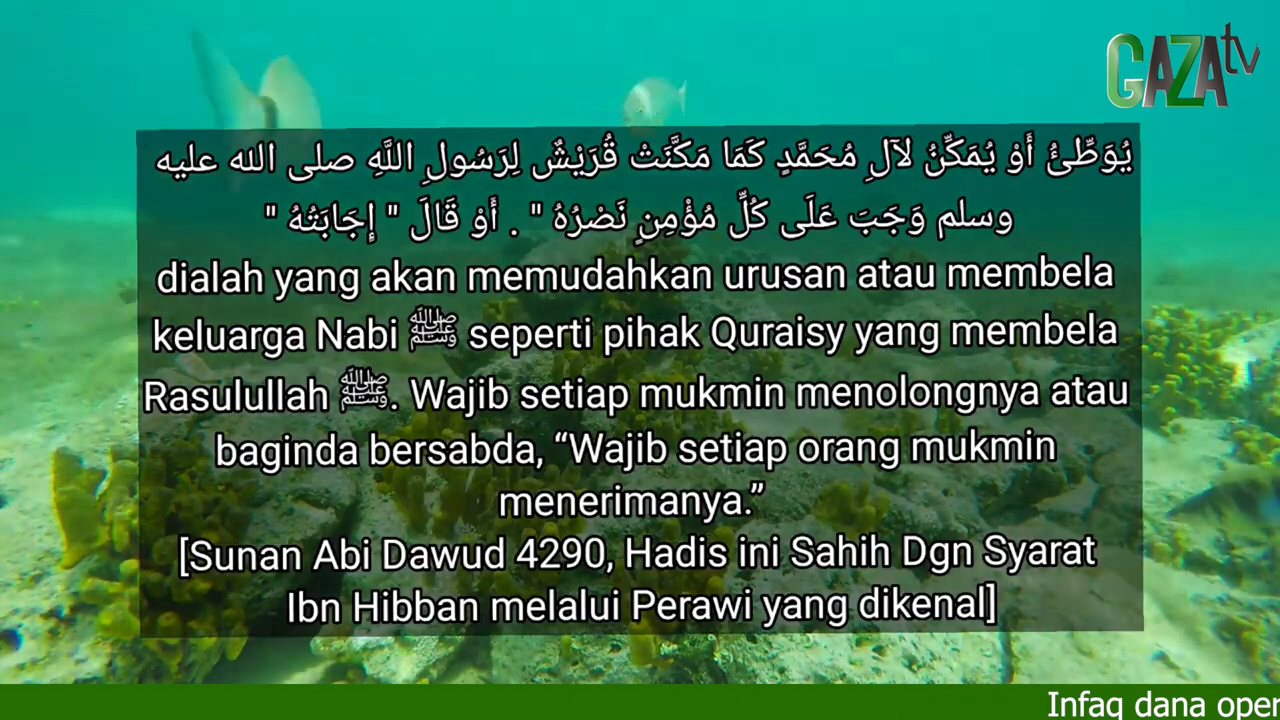 GAZA tv
يُوَطِّئُ أَوْ يُمَكِّنُ لآلِ مُحَمَّدٍ كَمَا مَكَّنَتْ قُرَيْشٌ لِرَسُولِ اللَّهِ صلى الله عليه
وسلم وَجَبَ عَلَى كُلِّ مُؤْمِنٍ نَصْرُهُ " . أَوْ قَالَ " إِجَابَتُهُ "
dialah yang akan memudahkan urusan atau membela
keluarga Nabi ﷺ seperti pihak Quraisy yang membela
Rasulullah ﷺ. Wajib setiap mukmin menolongnya atau
baginda bersabda, “Wajib setiap orang mukmin
menerimanya.”
[Sunan Abi Dawud 4290, Hadis ini Sahih Dgn Syarat
Ibn Hibban melalui Perawi yang dikenal]
Infaq dana oper